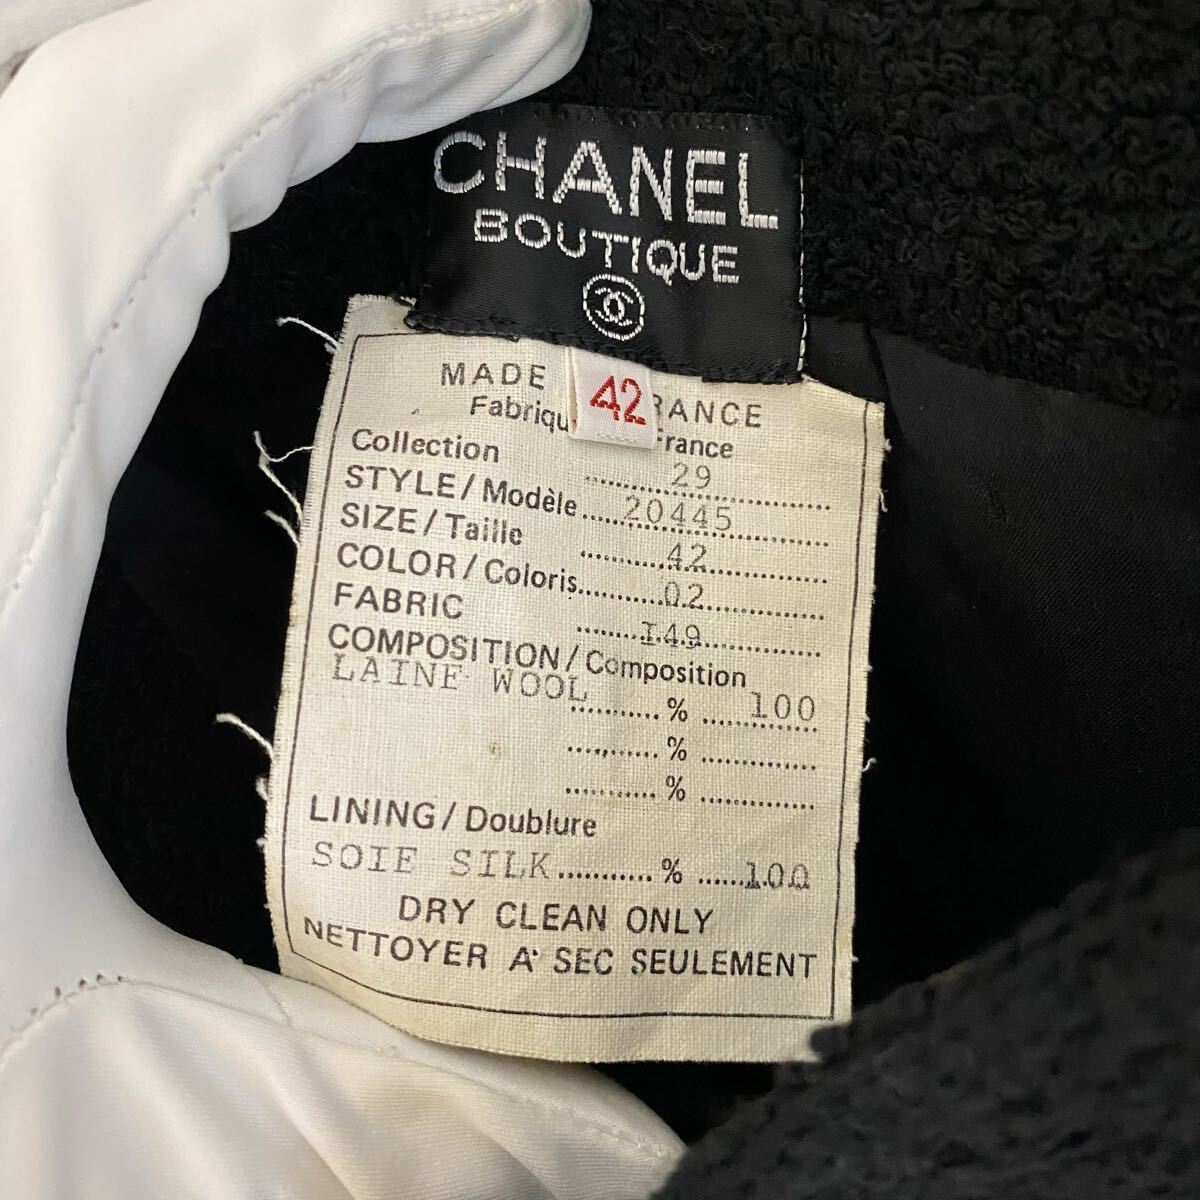 CHANEL
BOUTIQUE
42
MADE RANCE
Fabriqu France
Collection 29
STYLE/Modèle 20445
SIZE/Taille 42
COLOR/Coloris 02
FABRIC I49
COMPOSITION/Composition
LAINE WOOL % 100
%
%
LINING/Doublure
SOIE SILK % 100
DRY CLEAN ONLY
NETTOYER A SEC SEULEMENT